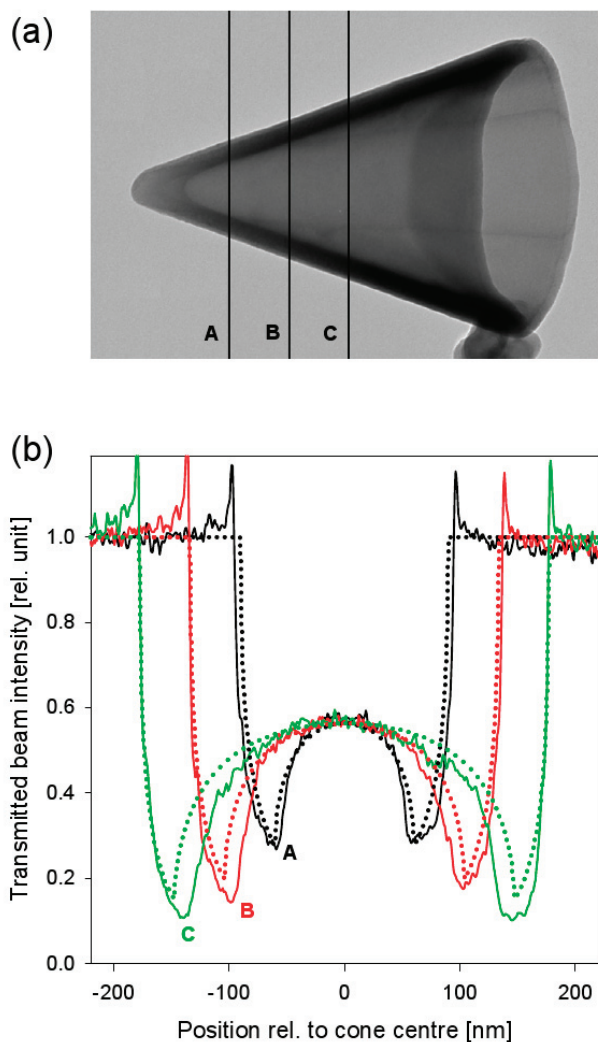 (a)
A B C
(b)
Transmitted beam intensity [rel. unit]
1.0
0.8
0.6
0.4
0.2
0.0
A
B
C
-200 -100 0 100 200
Position rel. to cone centre [nm]